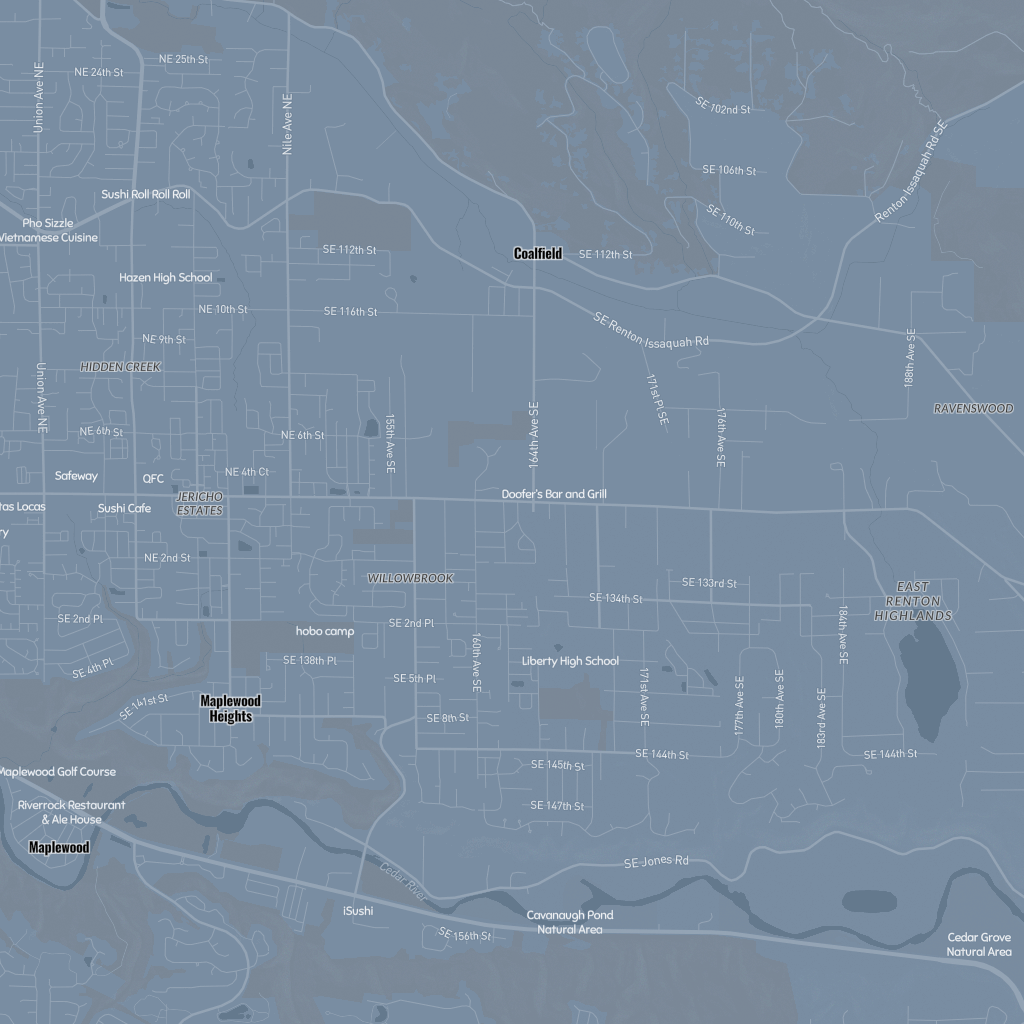 NE 25th St
NE 24th St
Union Ave NE
Nile Ave NE
SE 102nd St
Renton Issaquah Rd SE
SE 106th St
Sushi Roll Roll Roll
SE 110th St
Pho Sizzle
Vietnamese Cuisine
SE 112th St
Coalfield
SE 112th St
Hazen High School
NE 10th St
SE 116th St
SE Renton Issaquah Rd
NE 9th St
188th Ave SE
HIDDEN CREEK
Union Ave NE
171st Pl SE
RAVENSWOOD
NE 6th St
NE 6th St
155th Ave SE
164th Ave SE
176th Ave SE
Safeway
QFC
NE 4th Ct
JERICHO
ESTATES
Doofer's Bar and Grill
tas Locas
Sushi Cafe
ry
NE 2nd St
WILLOWBROOK
SE 133rd St
EAST
RENTON
HIGHLANDS
SE 134th St
SE 2nd Pl
hobo camp
SE 2nd Pl
184th Ave SE
SE 4th Pl
SE 138th Pl
160th Ave SE
Liberty High School
SE 5th Pl
171st Ave SE
177th Ave SE
180th Ave SE
183rd Ave SE
SE 141st St
Maplewood
Heights
SE 8th St
SE 144th St
SE 144th St
SE 145th St
Maplewood Golf Course
Riverrock Restaurant
& Ale House
SE 147th St
Maplewood
SE Jones Rd
Cedar River
iSushi
Cavanaugh Pond
Natural Area
SE 156th St
Cedar Grove
Natural Area